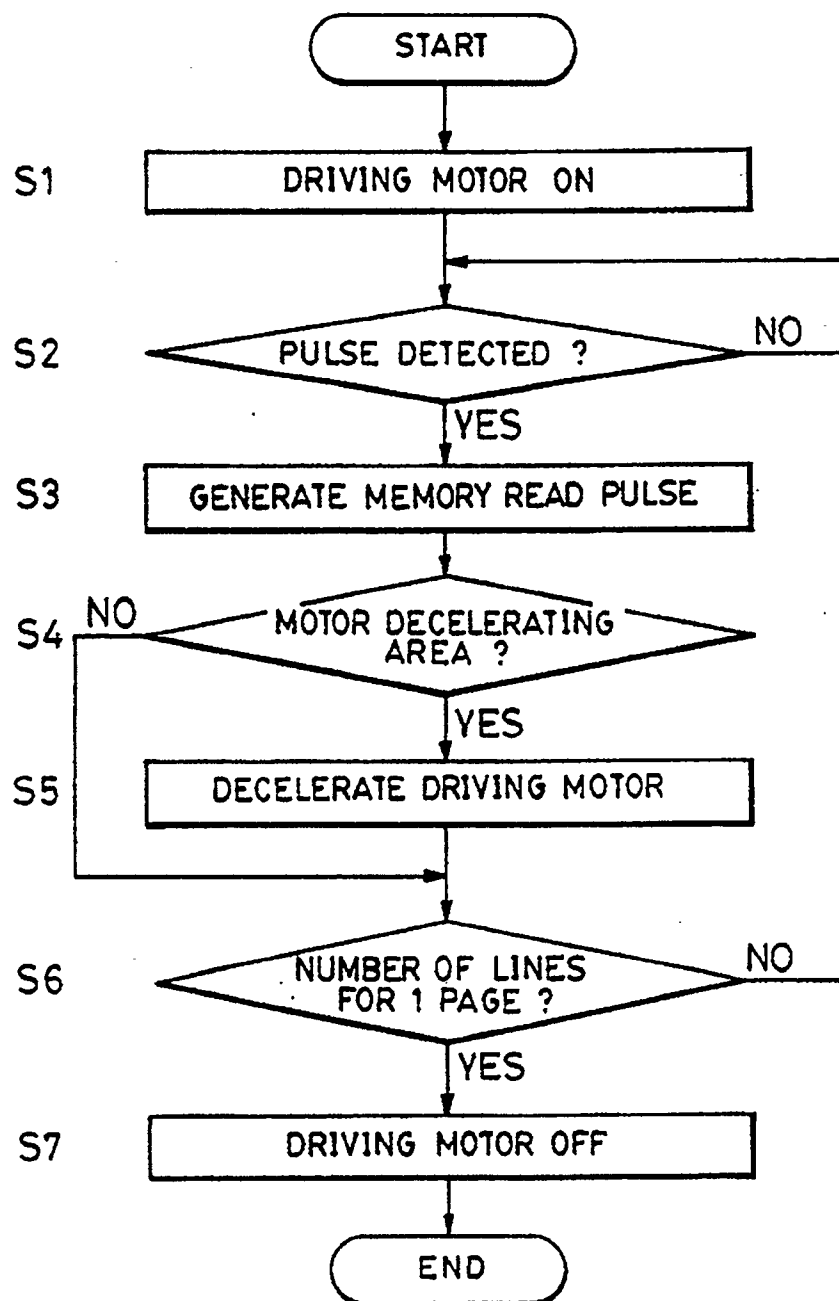 START
S1
DRIVING MOTOR ON
S2
PULSE DETECTED ?
NO
YES
S3
GENERATE MEMORY READ PULSE
NO
S4
MOTOR DECELERATING
AREA ?
YES
S5
DECELERATE DRIVING MOTOR
S6
NUMBER OF LINES
FOR 1 PAGE ?
NO
YES
S7
DRIVING MOTOR OFF
END